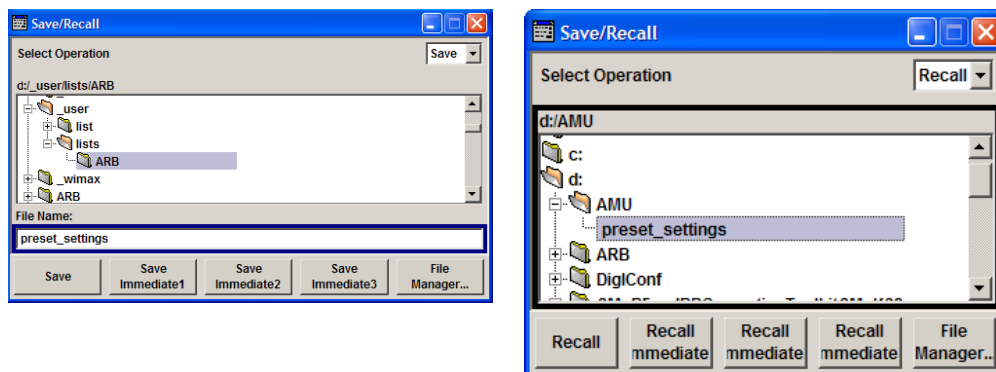 Save/Recall
Select Operation
Save
d:/_user/lists/ARB
_user
list
lists
ARB
_wimax
ARB
File Name:
preset_settings
Save
Save Immediate1
Save Immediate2
Save Immediate3
File Manager...
Save/Recall
Select Operation
Recall
d:/AMU
c:
d:
AMU
preset_settings
ARB
DigIConf
Recall
Recall mmediate
Recall mmediate
Recall mmediate
File Manager..